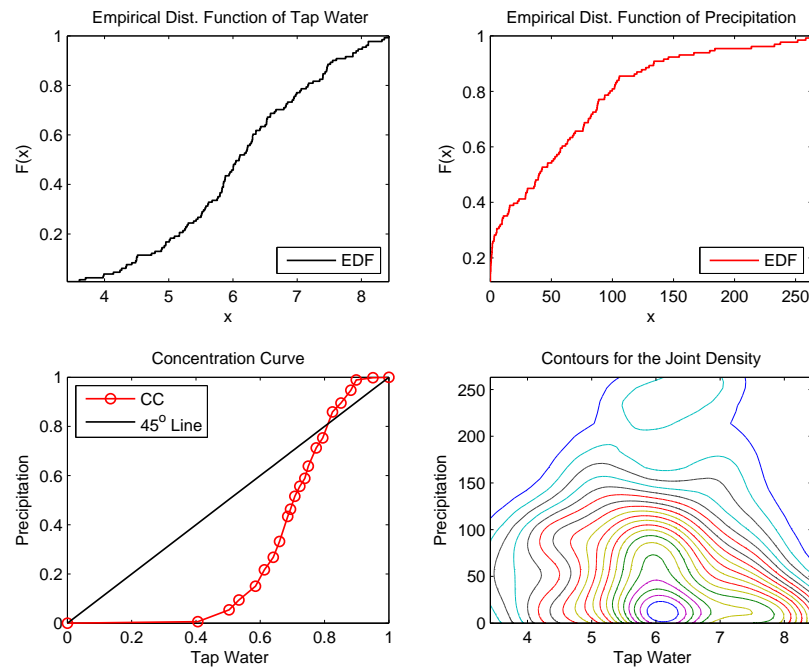 Empirical Dist. Function of Tap Water
1
0.8
0.6
0.4
0.2
F(x)
4 5 6 7 8
x
EDF
Empirical Dist. Function of Precipitation
1
0.8
0.6
0.4
0.2
F(x)
0 50 100 150 200 250
x
EDF
Concentration Curve
1
0.8
0.6
0.4
0.2
0
Precipitation
0 0.2 0.4 0.6 0.8 1
Tap Water
CC
45° Line
Contours for the Joint Density
250
200
150
100
50
0
Precipitation
4 5 6 7 8
Tap Water